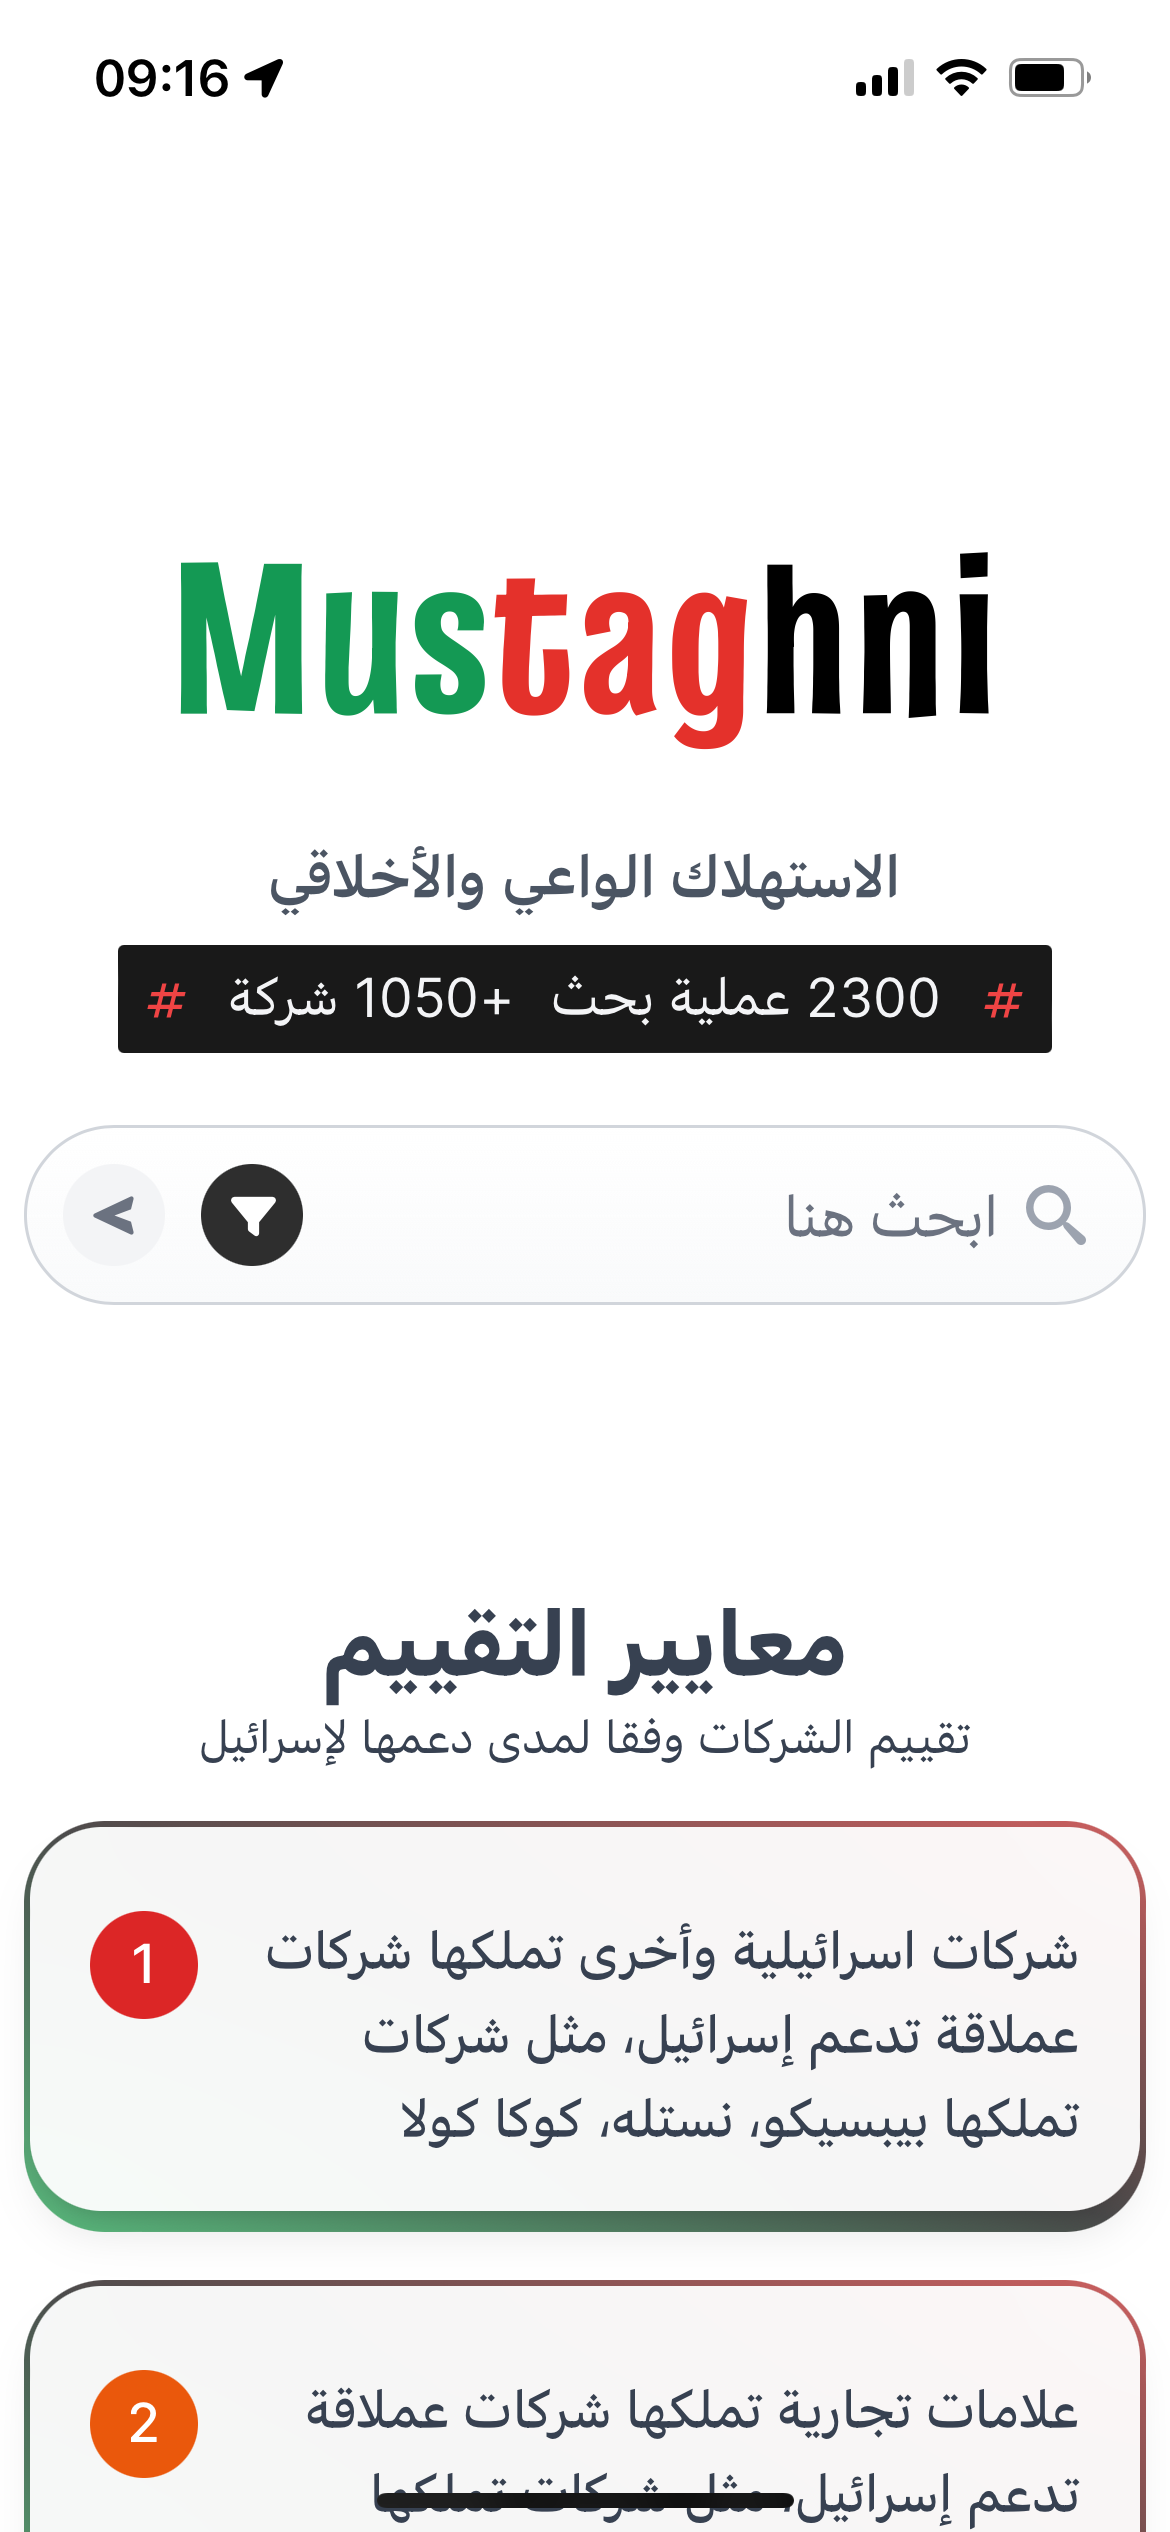 09:16
Mustaghni
الاستهلاك الواعي والأخلاقي
# 2300 عملية بحث +1050 شركة #
ابحث هنا
معايير التقييم
تقييم الشركات وفقا لمدى دعمها لإسرائيل
1
شركات اسرائيلية وأخرى تملكها شركات
عملاقة تدعم إسرائيل، مثل شركات
تملكها بيبسيكو، نستله، كوكا كولا
2
علامات تجارية تملكها شركات عملاقة
تدعم إسرائيل، مثل شركات تملكها